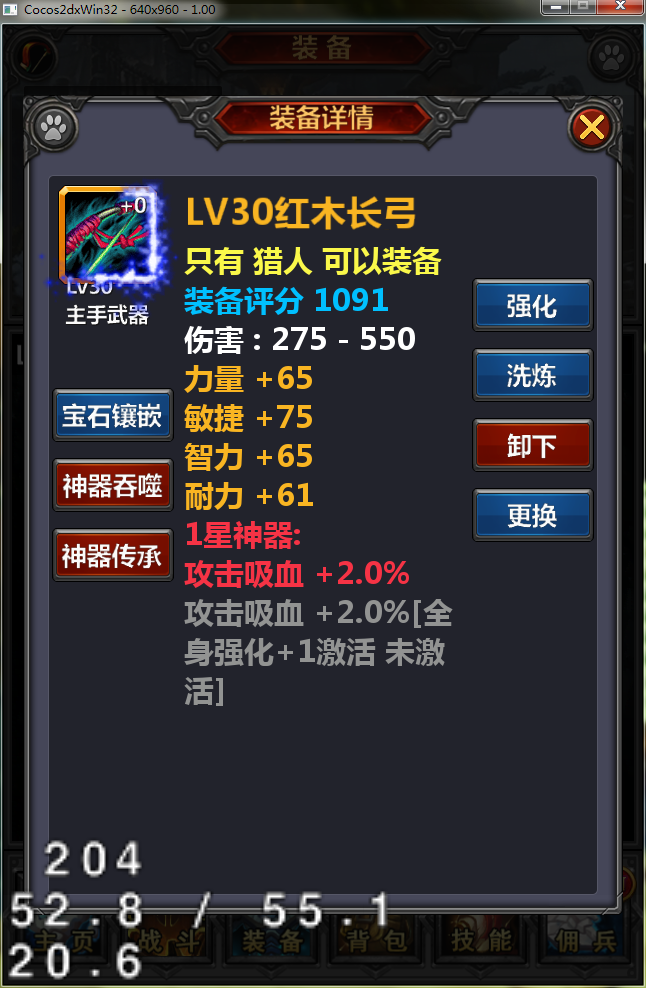 Cocos2dxWin32 - 640x960 - 1.00
装备
装备详情
+0
LV30
主手武器
LV30红木长弓
只有 猎人 可以装备
装备评分 1091
伤害 : 275 - 550
力量 +65
敏捷 +75
智力 +65
耐力 +61
1星神器:
攻击吸血 +2.0%
攻击吸血 +2.0%[全
身强化+1激活 未激
活]
宝石镶嵌
神器吞噬
神器传承
强化
洗炼
卸下
更换
204
52.8 / 55.1
20.6
主页
战斗
装备
背包
技能
佣兵